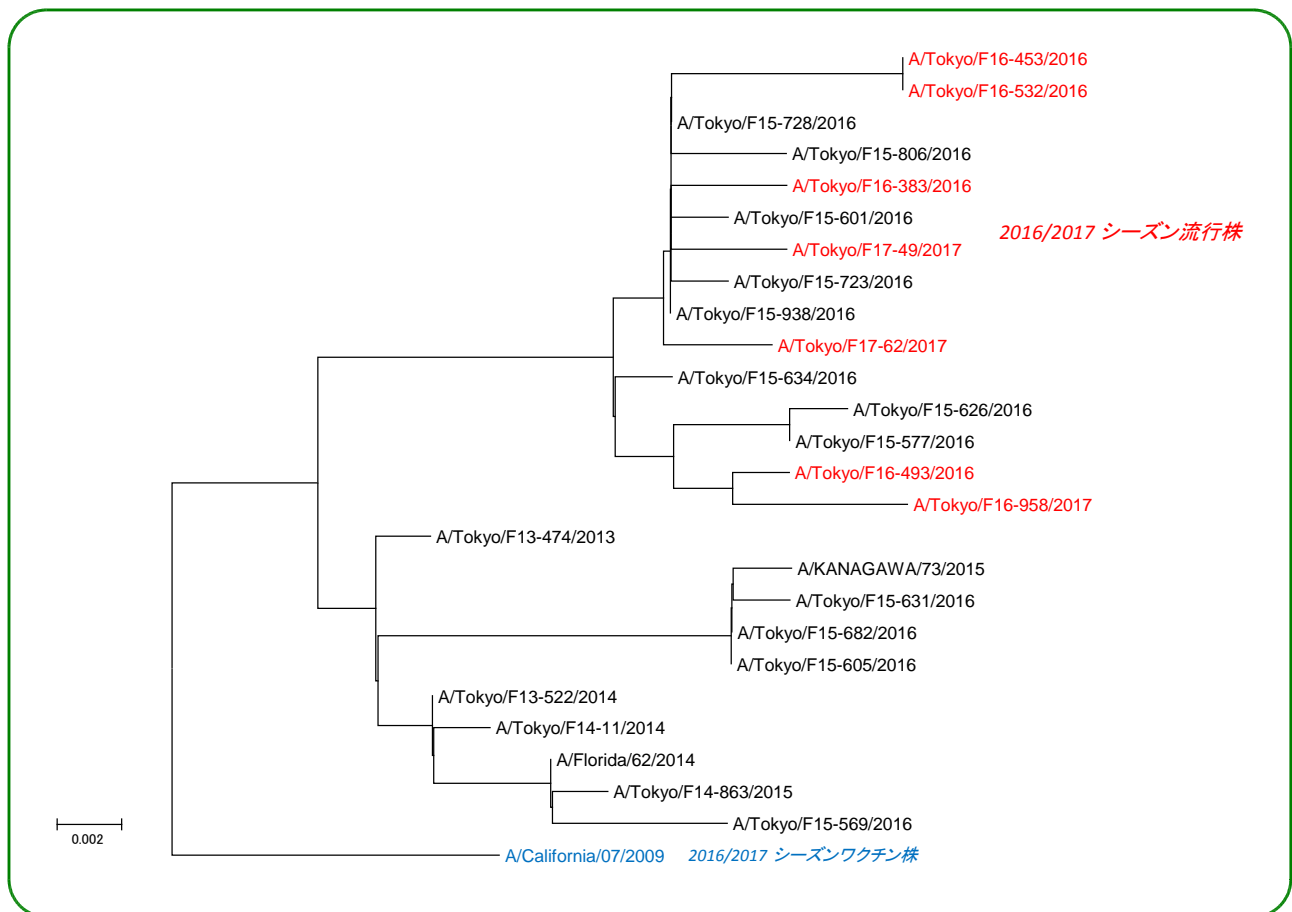 A/Tokyo/F16-453/2016
A/Tokyo/F16-532/2016
A/Tokyo/F15-728/2016
A/Tokyo/F15-806/2016
A/Tokyo/F16-383/2016
A/Tokyo/F15-601/2016
2016/2017 シーズン流行株
A/Tokyo/F17-49/2017
A/Tokyo/F15-723/2016
A/Tokyo/F15-938/2016
A/Tokyo/F17-62/2017
A/Tokyo/F15-634/2016
A/Tokyo/F15-626/2016
A/Tokyo/F15-577/2016
A/Tokyo/F16-493/2016
A/Tokyo/F16-958/2017
A/Tokyo/F13-474/2013
A/KANAGAWA/73/2015
A/Tokyo/F15-631/2016
A/Tokyo/F15-682/2016
A/Tokyo/F15-605/2016
A/Tokyo/F13-522/2014
A/Tokyo/F14-11/2014
A/Florida/62/2014
A/Tokyo/F14-863/2015
A/Tokyo/F15-569/2016
0.002
A/California/07/2009 2016/2017 シーズンワクチン株